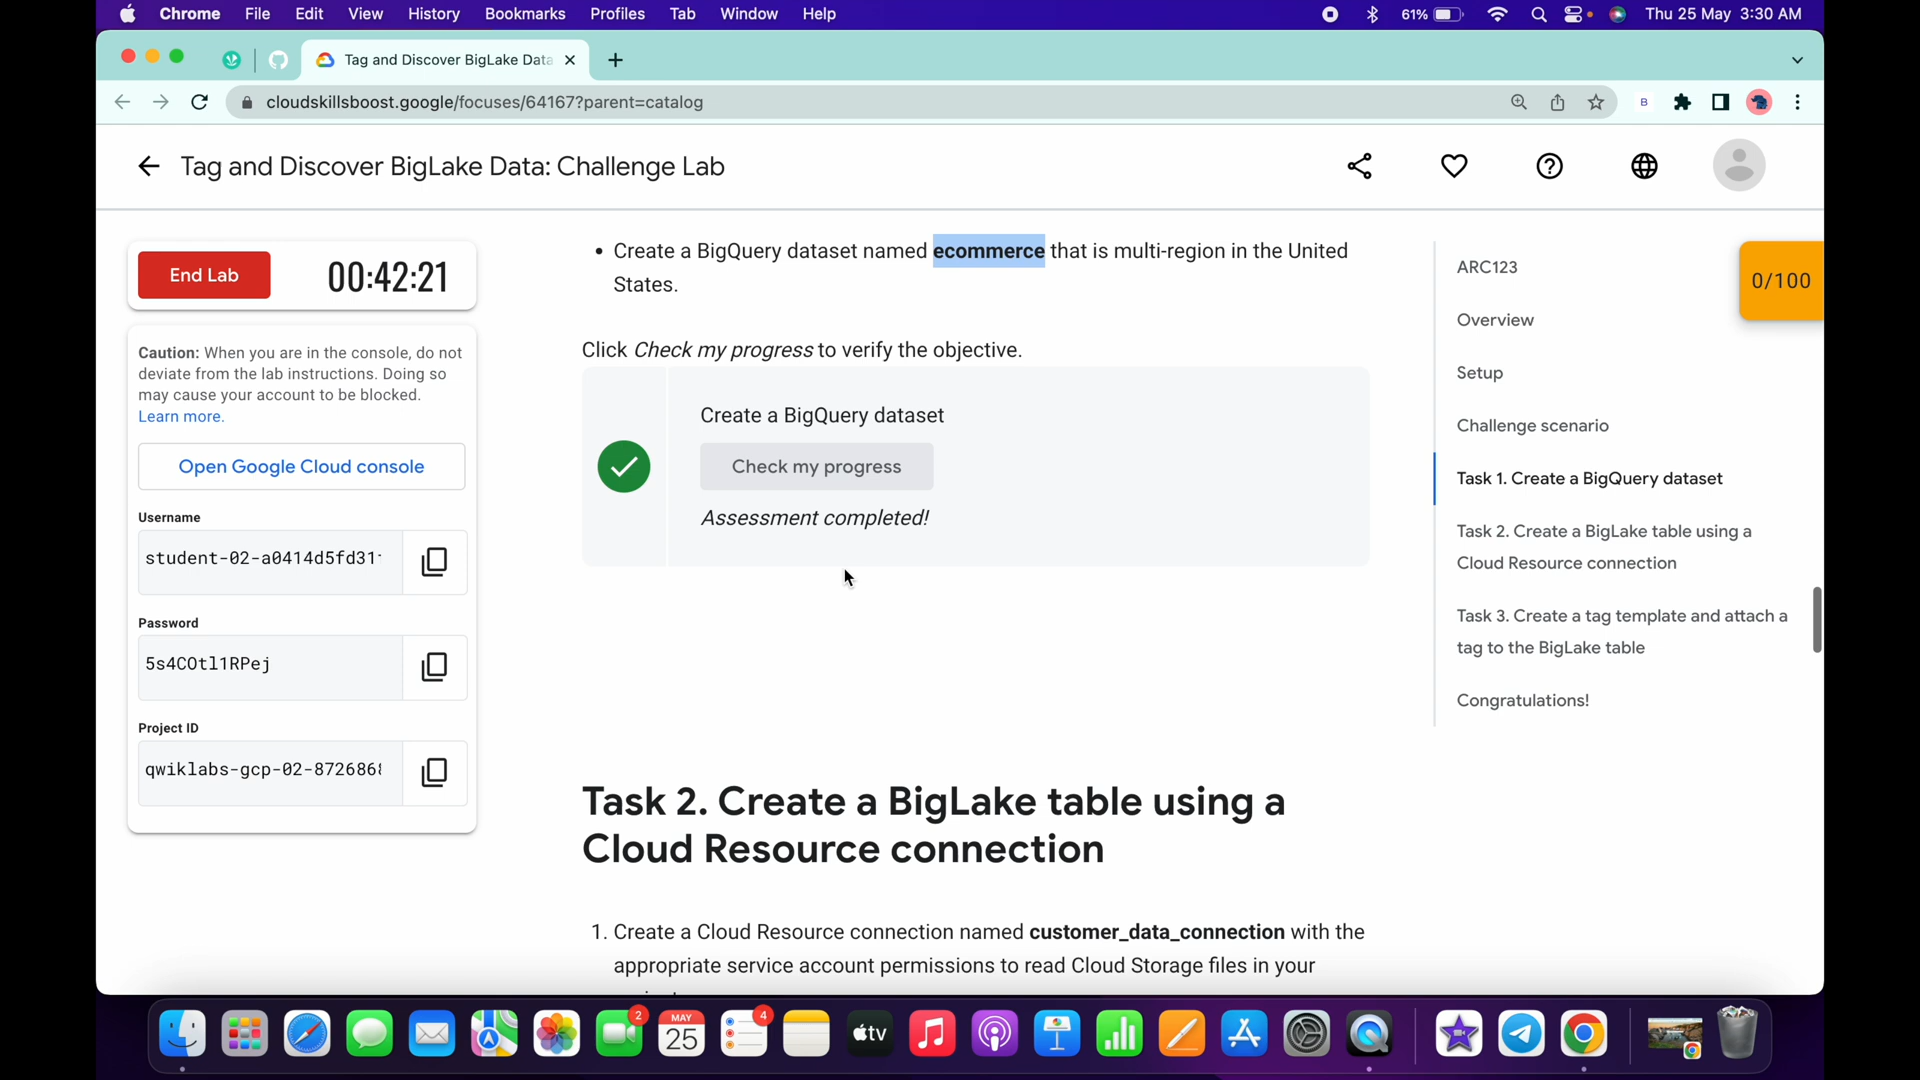 Chrome File Edit View History Bookmarks Profiles Tab Window Help 61% Thu 25 May 3:30 AM
Tag and Discover BigLake Data
cloudskillsboost.google/focuses/64167?parent=catalog
B
Tag and Discover BigLake Data: Challenge Lab
End Lab 00:42:21
Caution: When you are in the console, do not
deviate from the lab instructions. Doing so
may cause your account to be blocked.
Learn more.
Open Google Cloud console
Username
student-02-a0414d5fd31
Password
5s4COtl1RPej
Project ID
qwiklabs-gcp-02-872686
• Create a BigQuery dataset named ecommerce that is multi-region in the United
States.
Click Check my progress to verify the objective.
Create a BigQuery dataset
Check my progress
Assessment completed!
Task 2. Create a BigLake table using a
Cloud Resource connection
1. Create a Cloud Resource connection named customer_data_connection with the
appropriate service account permissions to read Cloud Storage files in your
ARC123
Overview
Setup
Challenge scenario
Task 1. Create a BigQuery dataset
Task 2. Create a BigLake table using a
Cloud Resource connection
Task 3. Create a tag template and attach a
tag to the BigLake table
Congratulations!
0/100
2
MAY
25
4
tv